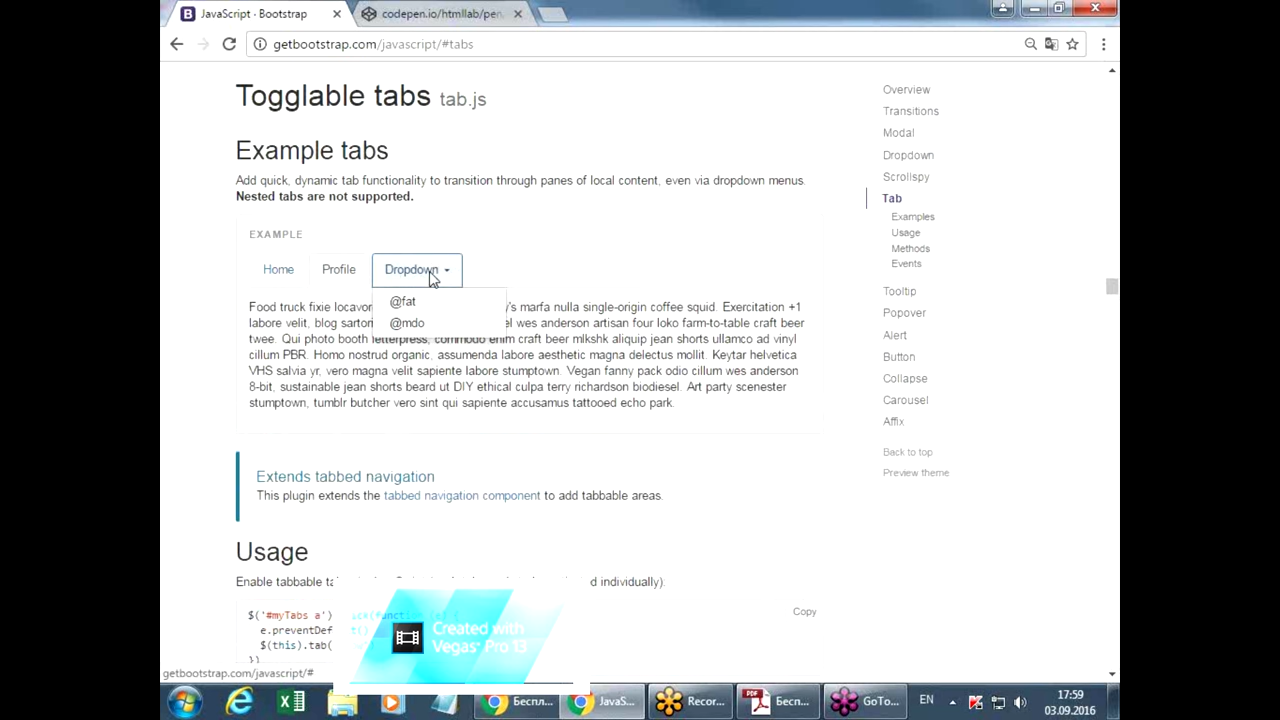 JavaScript · Bootstrap
codepen.io/htmllab/pen
getbootstrap.com/javascript/#tabs
Togglable tabs tab.js
Example tabs
Add quick, dynamic tab functionality to transition through panes of local content, even via dropdown menus.
Nested tabs are not supported.
EXAMPLE
Home Profile Dropdown
@fat
@mdo
Food truck fixie locavor y's marfa nulla single-origin coffee squid. Exercitation +1
labore velit, blog sartori el wes anderson artisan four loko farm-to-table craft beer
twee. Qui photo booth letterpress, commodo enim craft beer mlkshk aliquip jean shorts ullamco ad vinyl
cillum PBR. Homo nostrud organic, assumenda labore aesthetic magna delectus mollit. Keytar helvetica
VHS salvia yr, vero magna velit sapiente labore stumptown. Vegan fanny pack odio cillum wes anderson
8-bit, sustainable jean shorts beard ut DIY ethical culpa terry richardson biodiesel. Art party scenester
stumptown, tumblr butcher vero sint qui sapiente accusamus tattooed echo park.
Extends tabbed navigation
This plugin extends the tabbed navigation component to add tabbable areas.
Usage
Enable tabbable ta d individually):
Copy
$('#myTabs a')
e.preventDef
$(this).tab(
})
Created with
Vegas Pro 13
Overview
Transitions
Modal
Dropdown
Scrollspy
Tab
Examples
Usage
Methods
Events
Tooltip
Popover
Alert
Button
Collapse
Carousel
Affix
Back to top
Preview theme
getbootstrap.com/javascript/#
Беспл...
JavaS...
Recor...
Бесп...
GoTo...
EN
17:59
03.09.2016